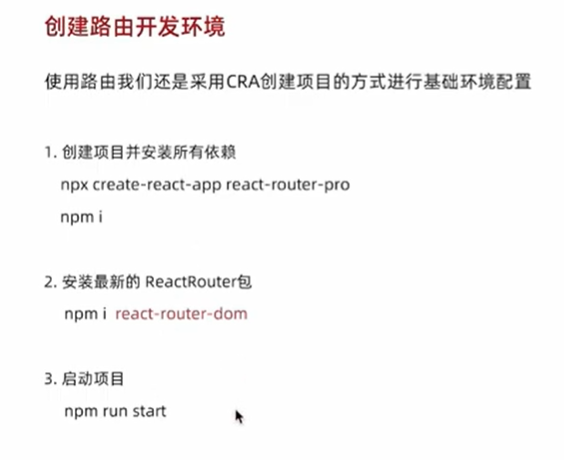 创建路由开发环境
使用路由我们还是采用CRA创建项目的方式进行基础环境配置
1. 创建项目并安装所有依赖
npx create-react-app react-router-pro
npm i
2. 安装最新的 ReactRouter包
npm i react-router-dom
3. 启动项目
npm run start